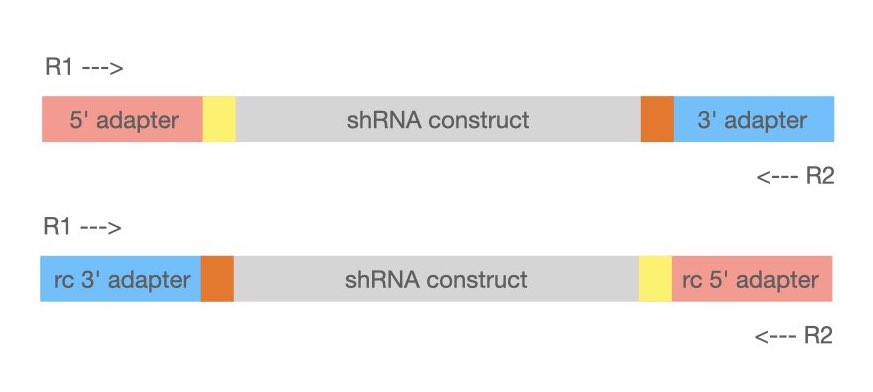 R1 --->
5' adapter shRNA construct 3' adapter
<--- R2
R1 --->
rc 3' adapter shRNA construct rc 5' adapter
<--- R2